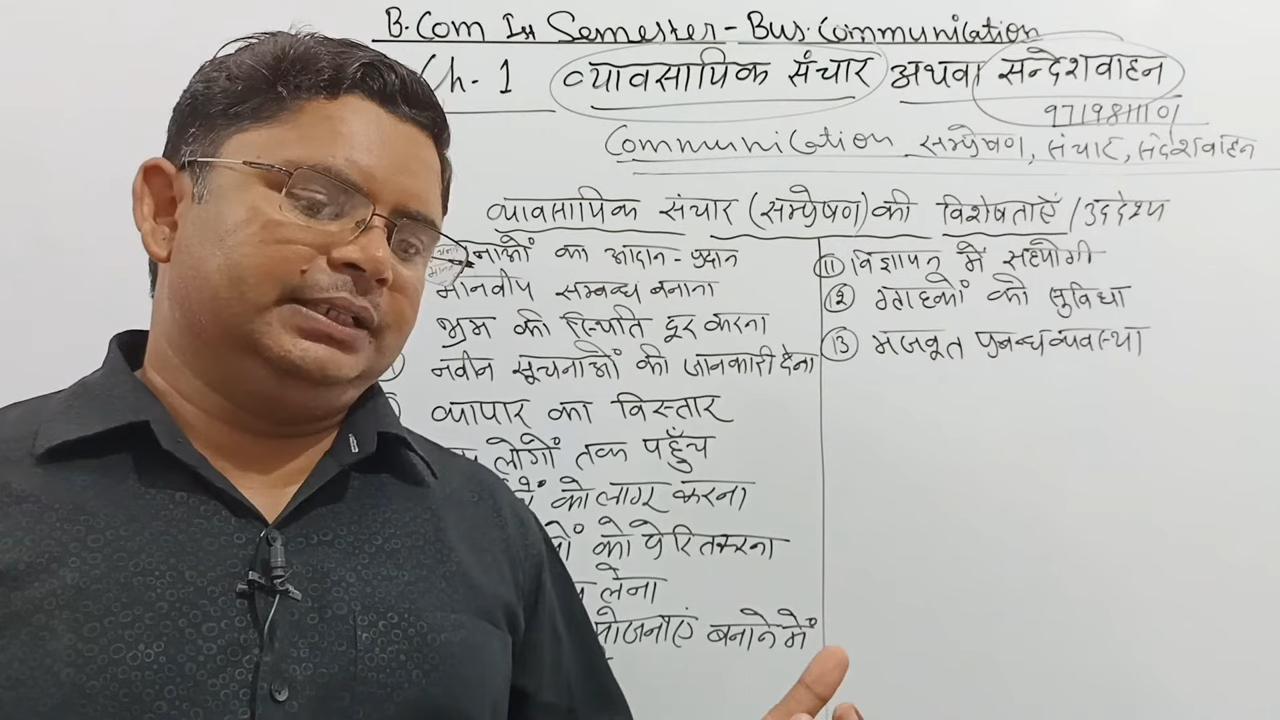 B.Com Ist Semester - Bus. Communication
Ch- 1 व्यावसायिक संचार अथवा सन्देशवाहन
Communication सम्प्रेषण, संचार, संदेशवाहन
व्यावसायिक संचार (सम्प्रेषण) की विशेषताएँ / उद्देश्य
का आदान-प्रदान
मानवीय सम्बन्ध बनाना
भ्रम की स्थिति दूर करना
नवीन सूचनाओं की जानकारी देना
व्यापार का विस्तार
लोगों तक पहुँच
को लागू करना
को प्रेरित करना
लेना
योजनाएं बनाने में
11 विज्ञापन में सहयोगी
12 ग्राहकों को सुविधा
13 मजबूत प्रबन्ध व्यवस्था